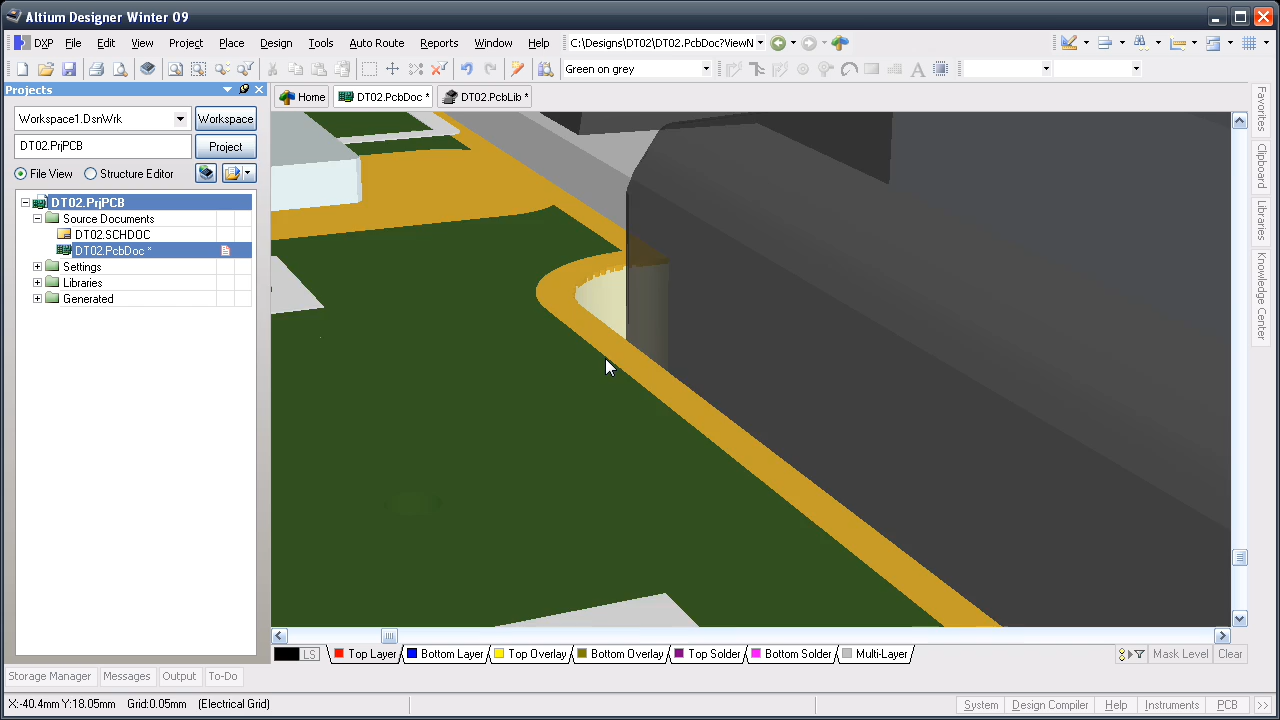 Altium Designer Winter 09
DXP File Edit View Project Place Design Tools Auto Route Reports Window Help C:\Designs\DT02\DT02.PcbDoc?ViewN
Green on grey
Projects
Home DT02.PcbDoc * DT02.PcbLib *
Workspace1.DsnWrk Workspace
DT02.PrjPCB Project
File View Structure Editor
DT02.PrjPCB
Source Documents
DT02.SCHDOC
DT02.PcbDoc *
Settings
Libraries
Generated
Favorites
Clipboard
Libraries
Knowledge Center
LS Top Layer Bottom Layer Top Overlay Bottom Overlay Top Solder Bottom Solder Multi-Layer Mask Level Clear
Storage Manager Messages Output To-Do
X:-40.4mm Y:18.05mm Grid:0.05mm (Electrical Grid) System Design Compiler Help Instruments PCB >>